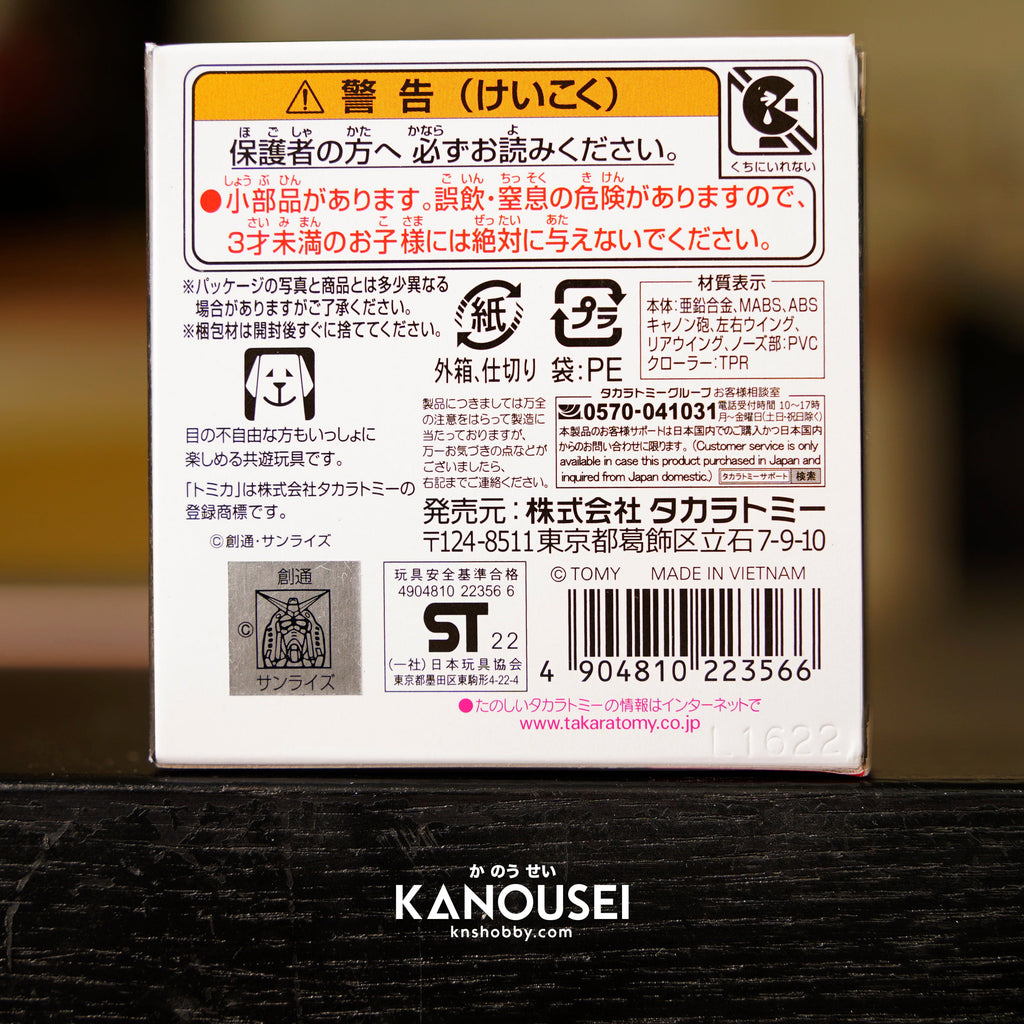 ⚠警告（けいこく）
ほごしゃ かた かなら よ
保護者の方へ 必ずお読みください。
くちにいれない
しょうぶひん ごいん ちっそく きけん
●小部品があります。誤飲・窒息の危険がありますので、
さいみまん こさま ぜったい あた
3才未満のお子様には絶対に与えないでください。
※パッケージの写真と商品とは多少異なる
場合がありますがご了承ください。
※梱包材は開封後すぐに捨ててください。
紙
外箱、仕切り
プラ
袋:PE
材質表示
本体:亜鉛合金、MABS、ABS
キャノン砲、左右ウイング、
リアウイング、ノーズ部:PVC
クローラー:TPR
目の不自由な方もいっしょに
楽しめる共遊玩具です。
「トミカ」は株式会社タカラトミーの
登録商標です。
©創通・サンライズ
製品につきましては万全
の注意をはらって製造に
当たっておりますが、
万一お気づきの点などが
ございましたら、
右記までご連絡ください。
タカラトミーグループ お客様相談室
0570-041031 電話受付時間 10～17時
月～金曜日(土日・祝日除く)
本製品のお客様サポートは日本国内でのご購入かつ日本国内
からのお問い合わせに限ります。(Customer service is only
available in case this product purchased in Japan and
inquired from Japan domestic.) タカラトミーサポート 検索
発売元：株式会社 タカラトミー
〒124-8511 東京都葛飾区立石7-9-10
創通
©
サンライズ
玩具安全基準合格
4904810 22356 6
ST 22
(一社)日本玩具協会
東京都墨田区東駒形4-22-4
© TOMY MADE IN VIETNAM
4 904810 223566
●たのしいタカラトミーの情報はインターネットで
www.takaratomy.co.jp
L1622
かのうせい
KANOUSEI
knshobby.com